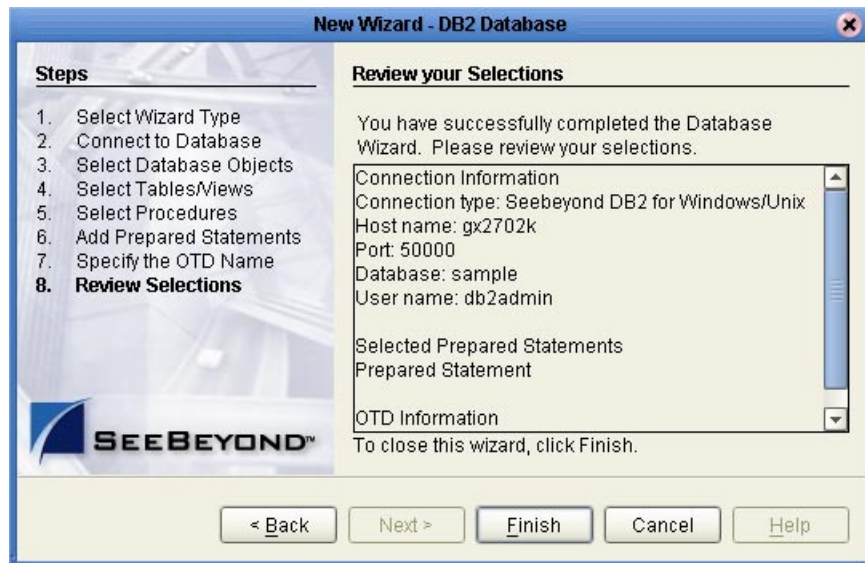 New Wizard - DB2 Database
Steps
1. Select Wizard Type
2. Connect to Database
3. Select Database Objects
4. Select Tables/Views
5. Select Procedures
6. Add Prepared Statements
7. Specify the OTD Name
8. Review Selections
SEEBEYOND™
Review your Selections
You have successfully completed the Database
Wizard. Please review your selections.
Connection Information
Connection type: Seebeyond DB2 for Windows/Unix
Host name: gx2702k
Port: 50000
Database: sample
User name: db2admin
Selected Prepared Statements
Prepared Statement
OTD Information
To close this wizard, click Finish.
< Back
Next >
Finish
Cancel
Help